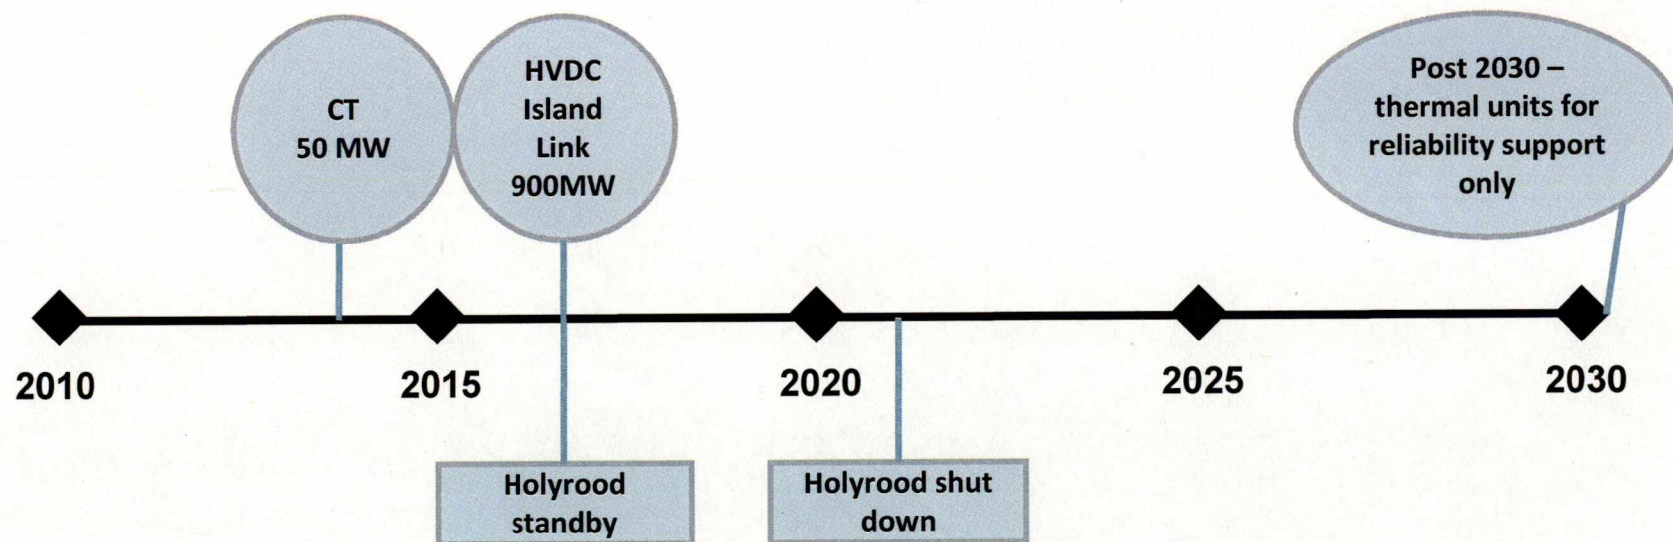 CT
50 MW
HVDC
Island
Link
900MW
Post 2030 –
thermal units for
reliability support
only
2010
2015
2020
2025
2030
Holyrood
standby
Holyrood shut
down